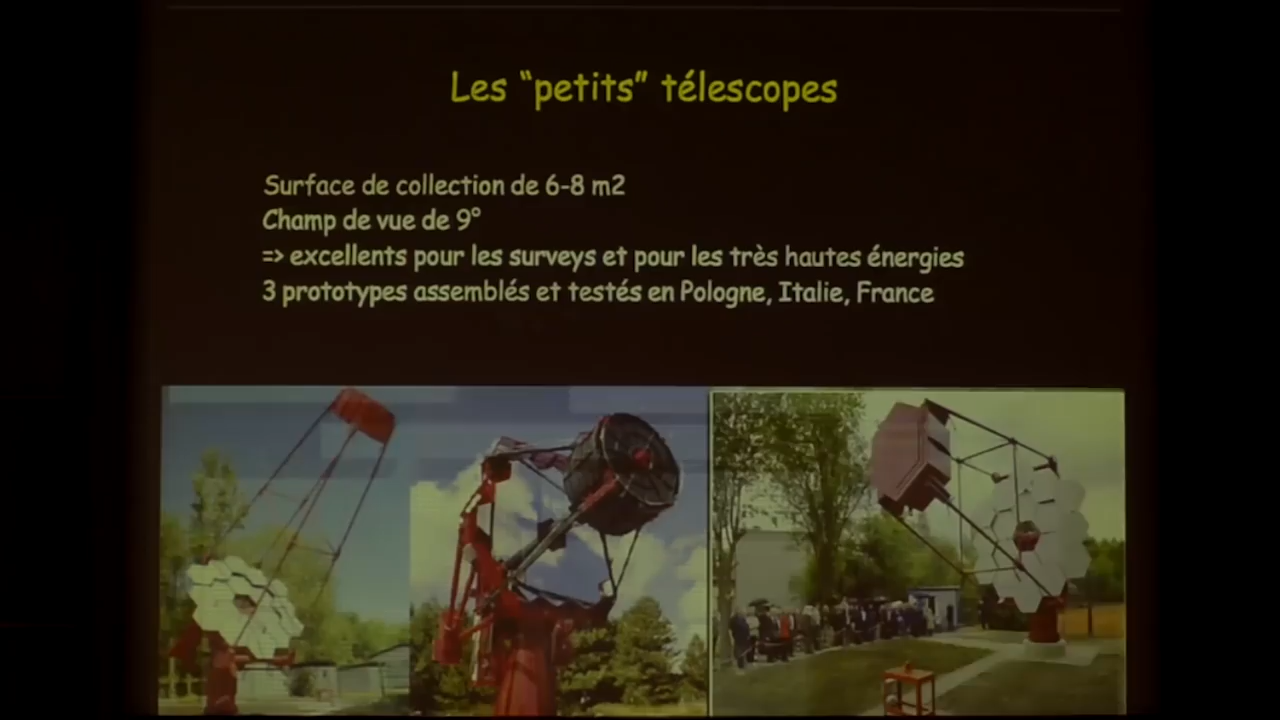 Les “petits” télescopes
Surface de collection de 6-8 m2
Champ de vue de 9°
=> excellents pour les surveys et pour les très hautes énergies
3 prototypes assemblés et testés en Pologne, Italie, France